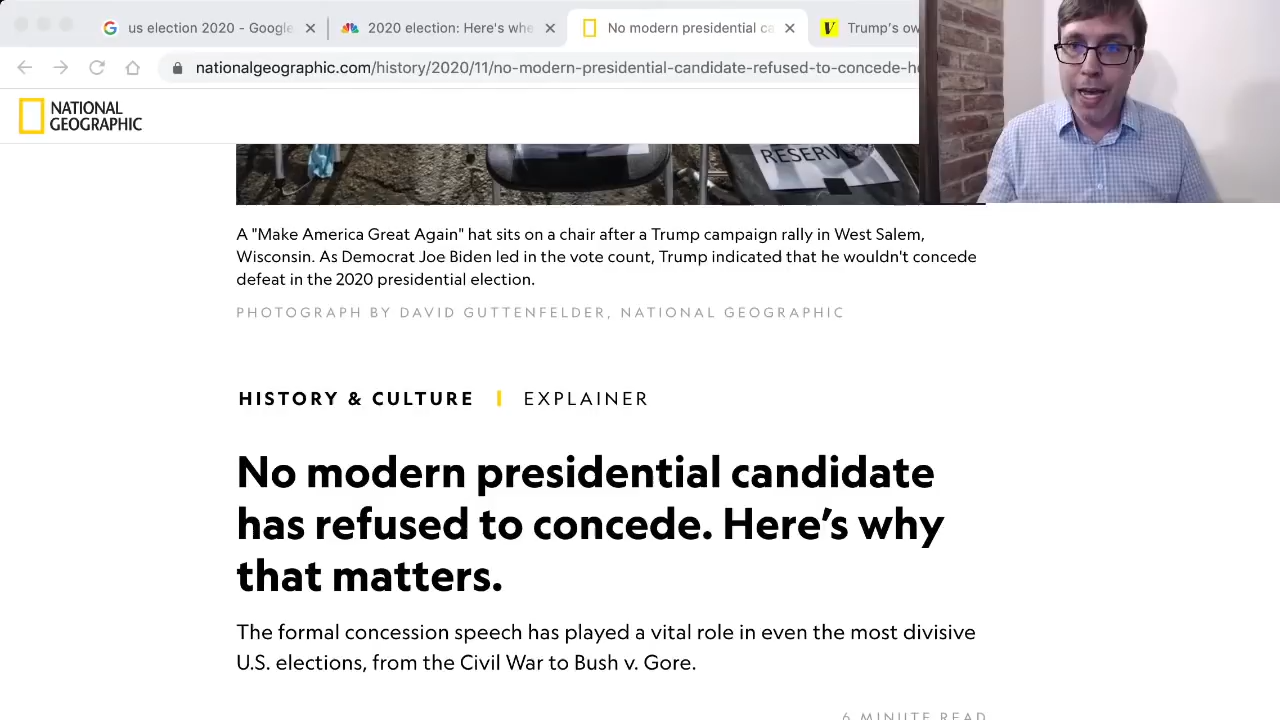 us election 2020 - Google
2020 election: Here's whe
No modern presidential ca
Trump's ow
nationalgeographic.com/history/2020/11/no-modern-presidential-candidate-refused-to-concede-he
NATIONAL
GEOGRAPHIC
RESERV
A "Make America Great Again" hat sits on a chair after a Trump campaign rally in West Salem,
Wisconsin. As Democrat Joe Biden led in the vote count, Trump indicated that he wouldn't concede
defeat in the 2020 presidential election.
PHOTOGRAPH BY DAVID GUTTENFELDER, NATIONAL GEOGRAPHIC
HISTORY & CULTURE EXPLAINER
No modern presidential candidate
has refused to concede. Here's why
that matters.
The formal concession speech has played a vital role in even the most divisive
U.S. elections, from the Civil War to Bush v. Gore.
6 MINUTE READ